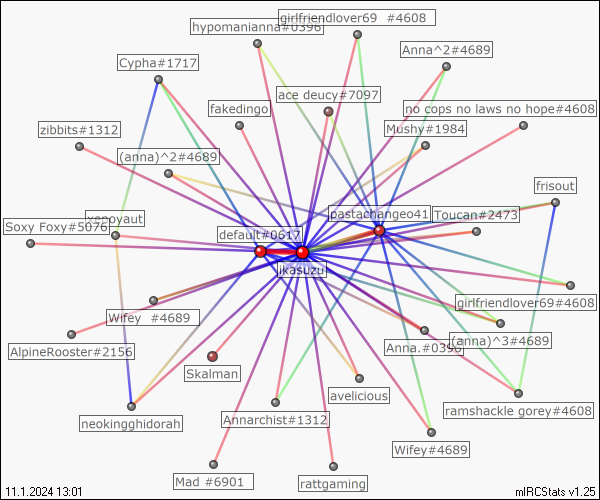 girlfriendlover69 #4608
hypomanianna#0396
Anna^2#4689
Cypha#1717
ace deucy#7097
fakedingo
no cops no laws no hope#4608
zibbits#1312
Mushy#1984
(anna)^2#4689
frisout
xenoyaut
pastachangeo41
Toucan#2473
Soxy Foxy#5076
default#0617
ikasuzu
girlfriendlover69#4608
Wifey #4689
(anna)^3#4689
AlpineRooster#2156
Anna.#0396
Skalman
avelicious
ramshackle gorey#4608
neokingghidorah
Annarchist#1312
Wifey#4689
Mad #6901
rattgaming
11.1.2024 13:01
mIRCStats v1.25